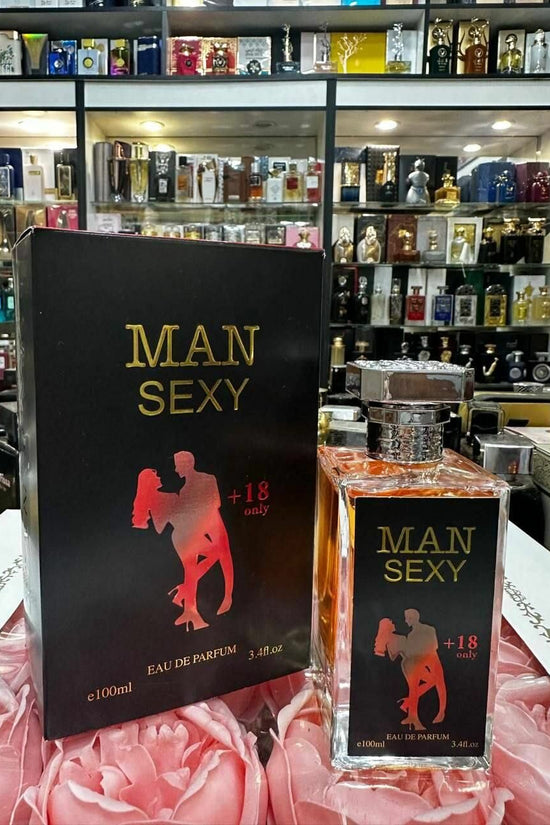 MAN
SEXY
+18
only
EAU DE PARFUM
e100ml
3.4fl.oz
MAN
SEXY
+18
only
EAU DE PARFUM
e100ml
3.4fl.oz